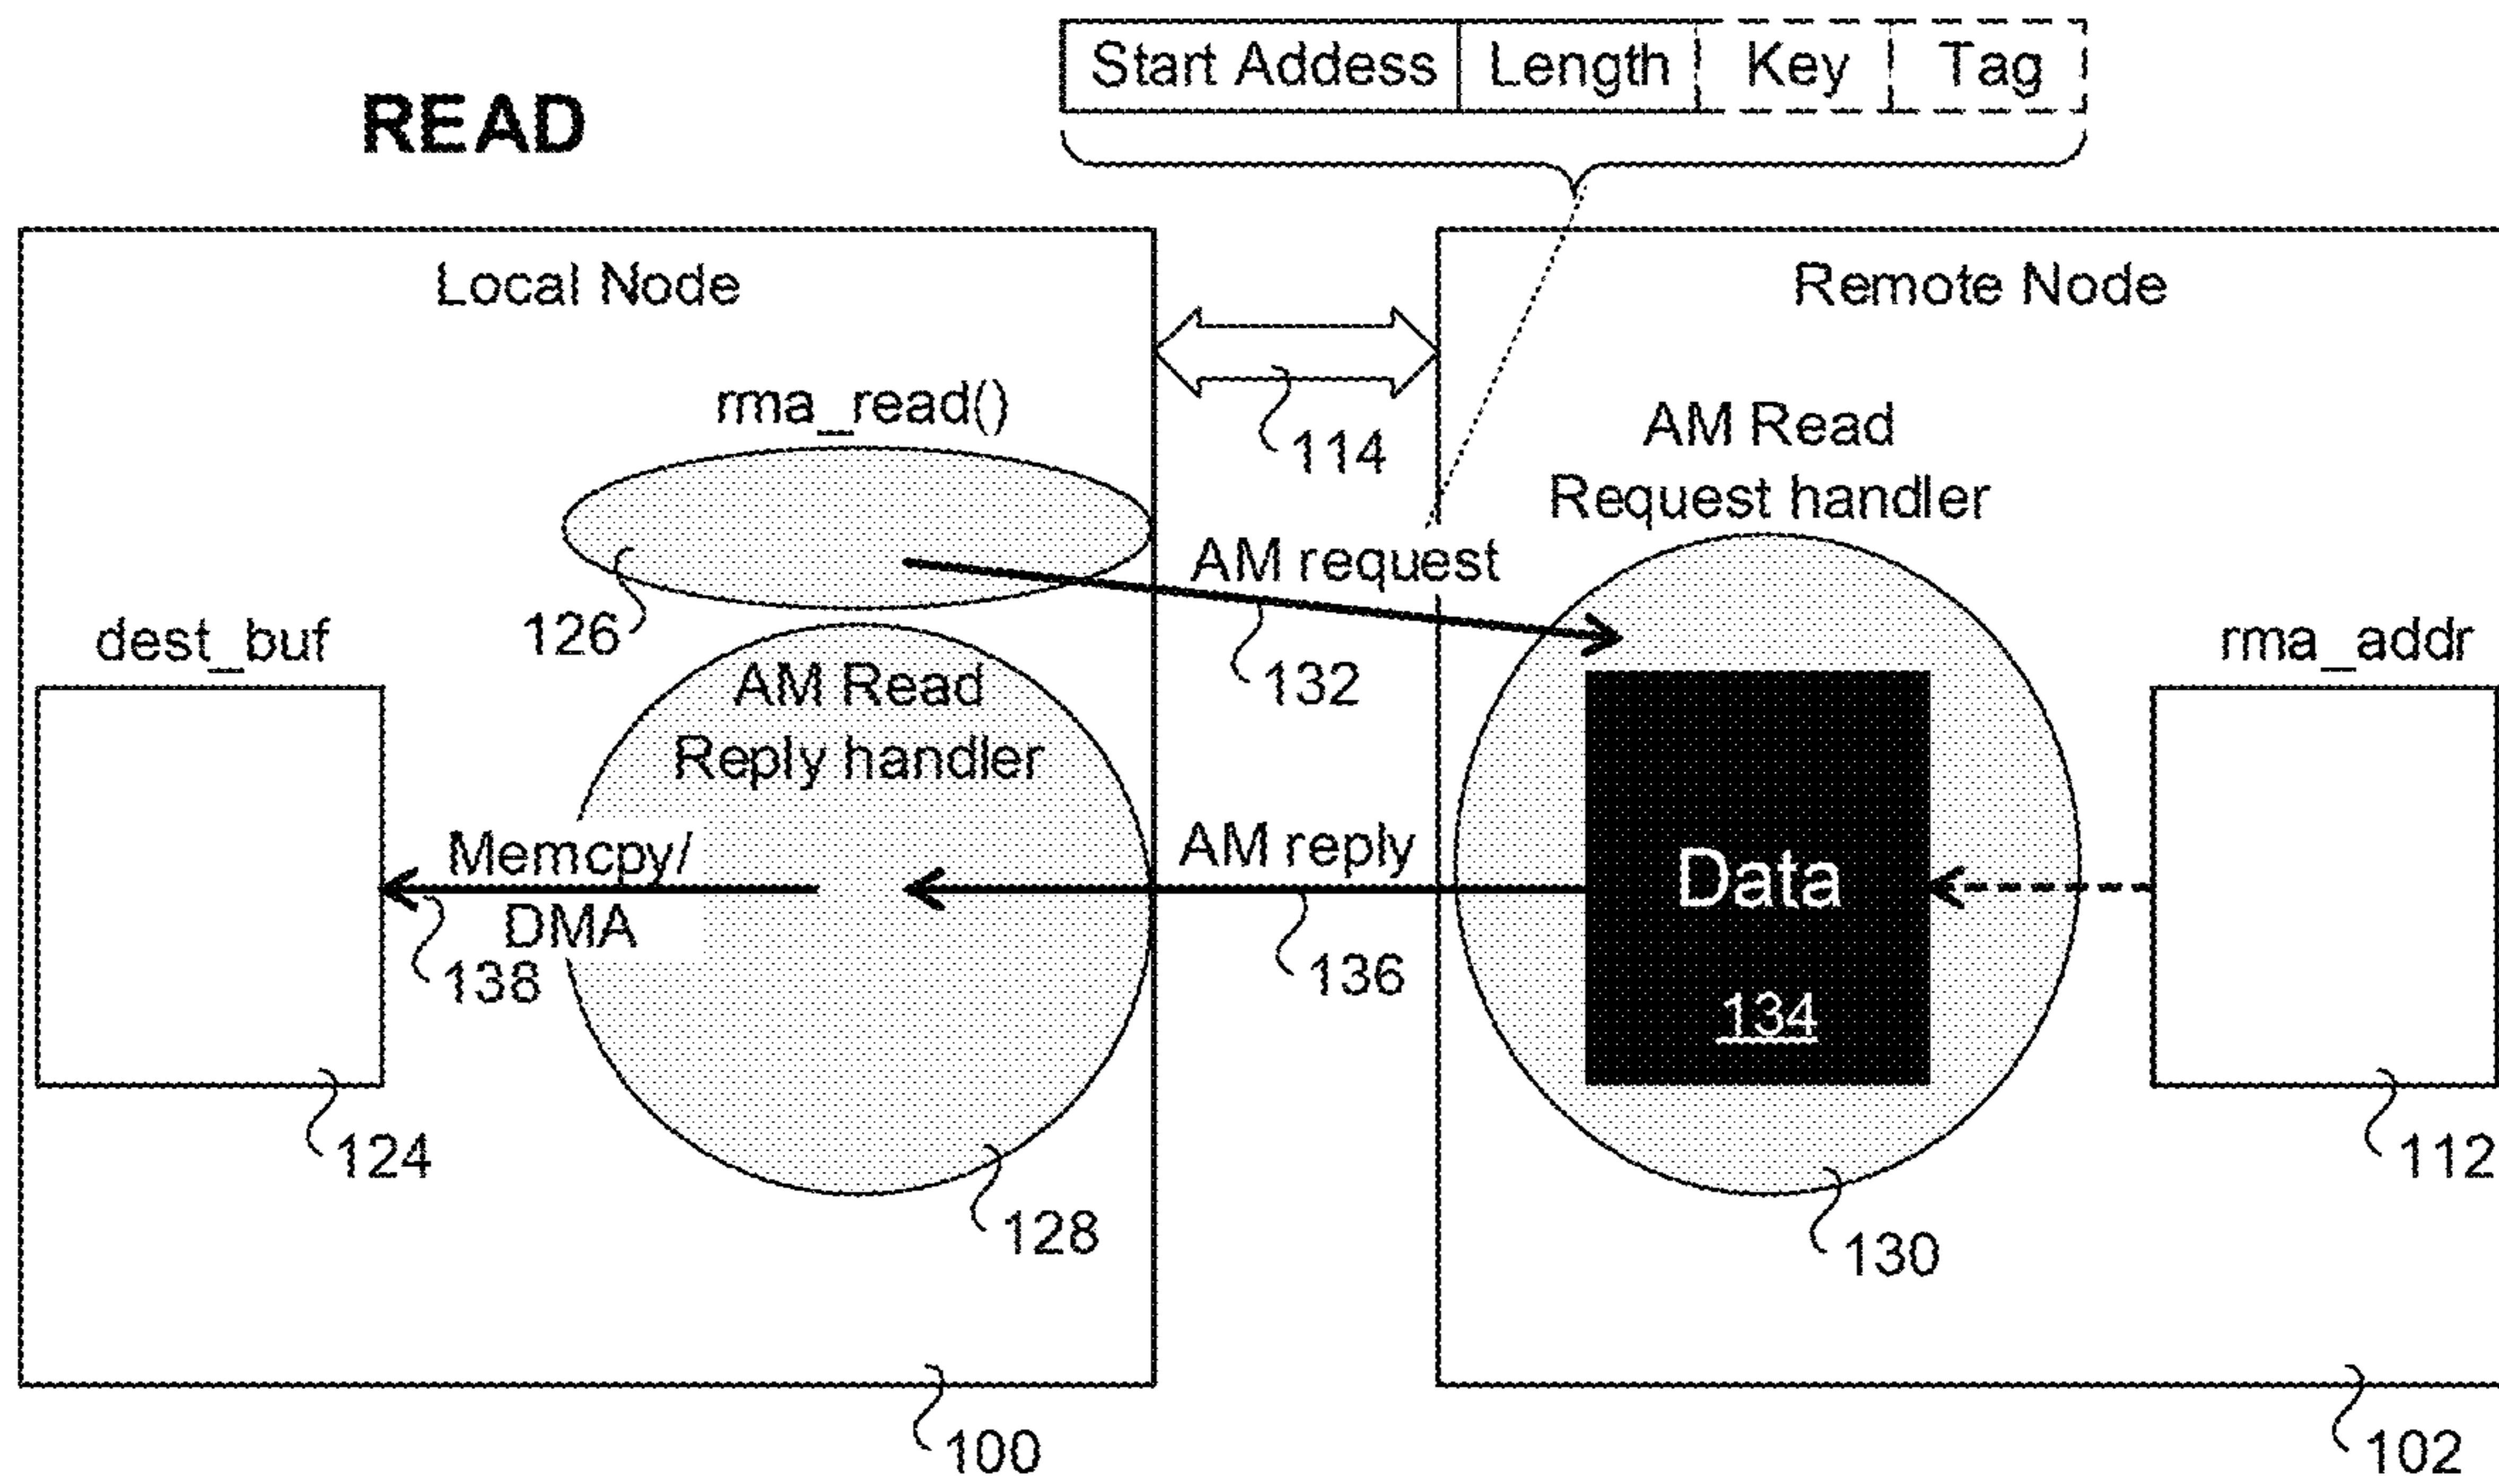 Start Addess Length Key Tag
READ
Local Node
Remote Node
rma_read()
114
AM Read
Request handler
AM request
126
132
dest_buf
rma_addr
AM Read
Reply handler
Memcpy/
DMA
138
AM reply
136
Data
134
124
112
128
130
100
102